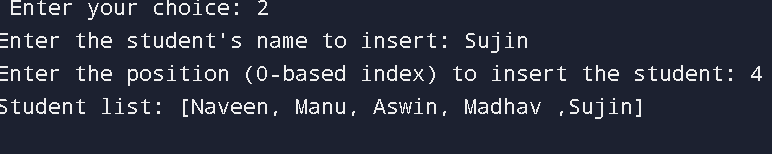 Enter your choice: 2
Enter the student's name to insert: Sujin
Enter the position (0-based index) to insert the student: 4
Student list: [Naveen, Manu, Aswin, Madhav ,Sujin]